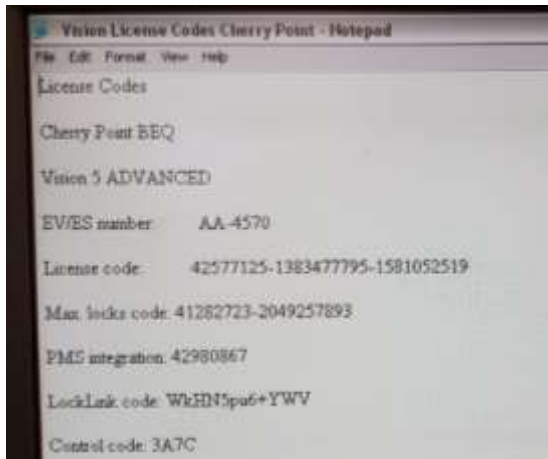 Vision License Codes Cherry Point - Notepad
File Edit Format View Help
License Codes
Cherry Point BEQ
Vision 5 ADVANCED
EV/ES number: AA-4570
License code: 42577125-1383477795-1581052519
Max. locks code: 41282723-2049257893
PMS integration: 42980867
LockLink code: WkHN5pu6+YWV
Control code: 3A7C